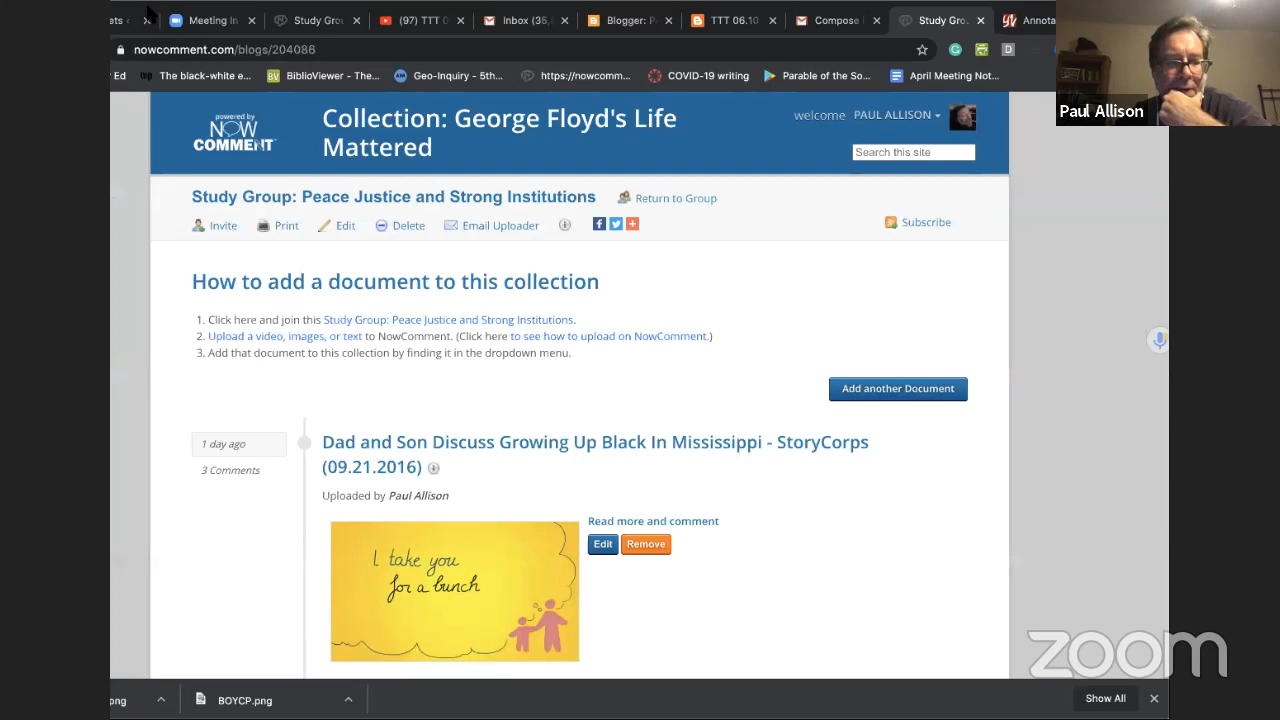 ets
Meeting In
Study Grou
(97) TTT 0
Inbox (35,
Blogger: P
TTT 06.10
Compose
Study Gro
Annota
nowcomment.com/blogs/204086
Ed
The black-white e...
BV BiblioViewer - The...
AM Geo-Inquiry - 5th...
https://nowcomm...
COVID-19 writing
Parable of the So...
April Meeting Not...
Paul Allison
powered by
NOW
COMMENT
Collection: George Floyd's Life
Mattered
welcome PAUL ALLISON
Search this site
Study Group: Peace Justice and Strong Institutions
Return to Group
Invite Print Edit Delete Email Uploader
Subscribe
How to add a document to this collection
1. Click here and join this Study Group: Peace Justice and Strong Institutions.
2. Upload a video, images, or text to NowComment. (Click here to see how to upload on NowComment.)
3. Add that document to this collection by finding it in the dropdown menu.
Add another Document
1 day ago
3 Comments
Dad and Son Discuss Growing Up Black In Mississippi - StoryCorps
(09.21.2016)
Uploaded by Paul Allison
I take you
for a bunch
Read more and comment
Edit Remove
zoom
png
BOYCP.png
Show All